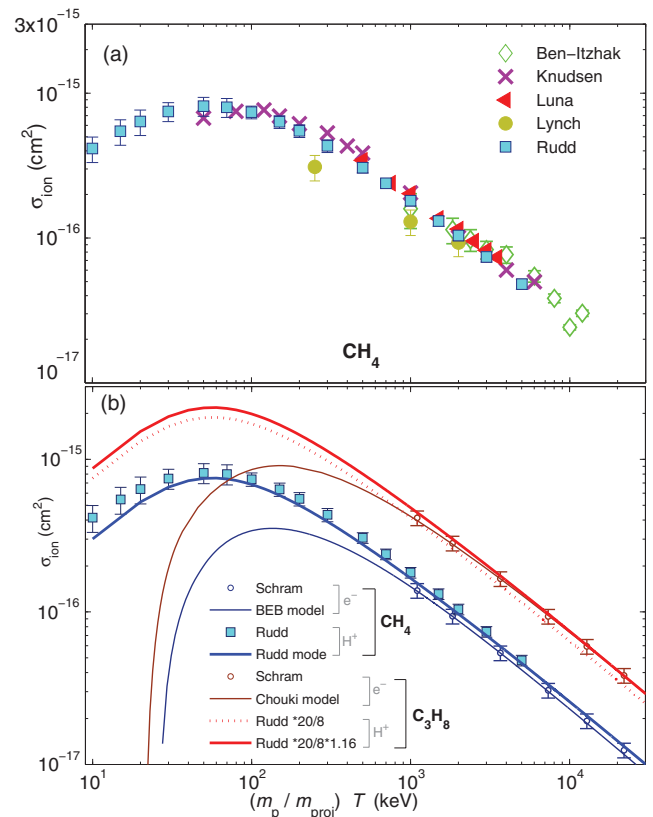 3x10⁻¹⁵
(a)
Ben-Itzhak
Knudsen
Luna
Lynch
Rudd
10⁻¹⁵
σion (cm²)
10⁻¹⁶
CH4
10⁻¹⁷
(b)
10⁻¹⁵
σion (cm²)
10⁻¹⁶
Schram
BEB model
e⁻
Rudd
Rudd mode
H⁺
CH4
Schram
Chouki model
e⁻
Rudd *20/8
Rudd *20/8*1.16
H⁺
C3H8
10⁻¹⁷
10¹ 10² 10³ 10⁴
(mp / mproj) T (keV)